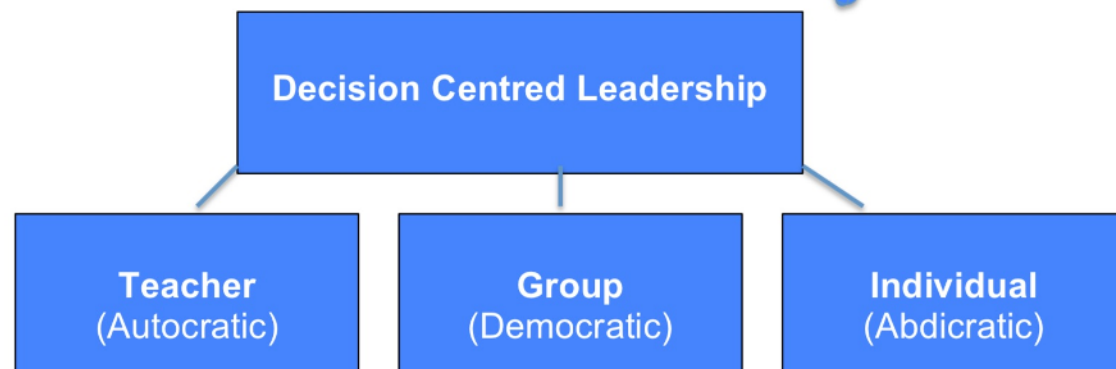 Decision Centred Leadership
Teacher
(Autocratic)
Group
(Democratic)
Individual
(Abdicratic)